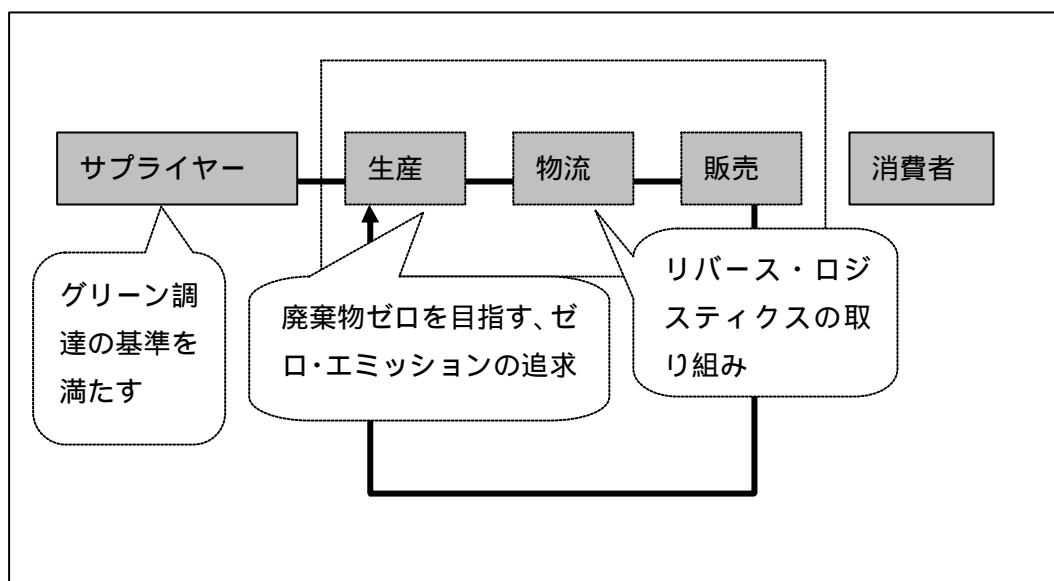 サプライヤー
生産
物流
販売
消費者
グリーン調
達の基準を
満たす
廃棄物ゼロを目指す、ゼ
ロ・エミッションの追求
リバース・ロジ
スティクスの取
り組み